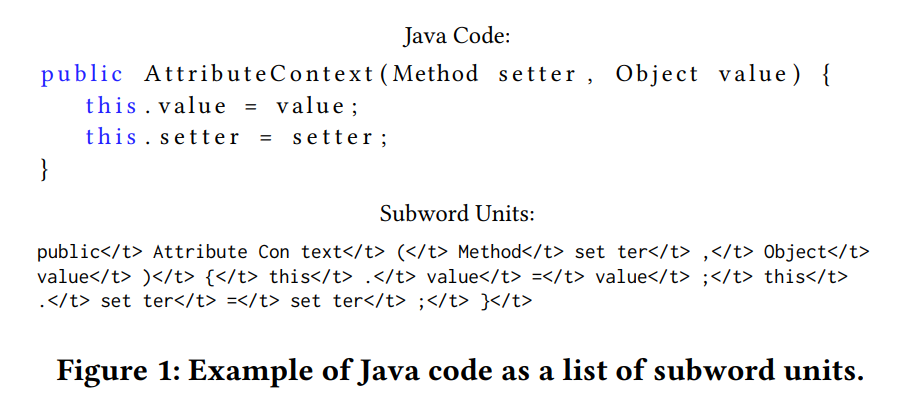 Java Code:
public AttributeContext(Method setter, Object value) {
this.value = value;
this.setter = setter;
}
Subword Units:
public</t> Attribute Con text</t> (</t> Method</t> set ter</t> ,</t> Object</t>
value</t> )</t> {</t> this</t> .</t> value</t> =</t> value</t> ;</t> this</t>
.</t> set ter</t> =</t> set ter</t> ;</t> }</t>
Figure 1: Example of Java code as a list of subword units.